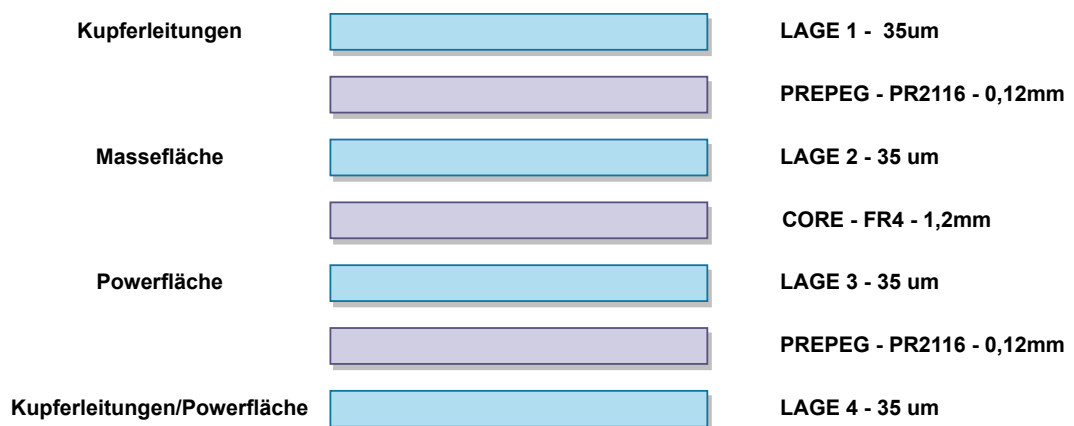 Kupferleitungen LAGE 1 - 35um
PREPEG - PR2116 - 0,12mm
Massefläche LAGE 2 - 35 um
CORE - FR4 - 1,2mm
Powerfläche LAGE 3 - 35 um
PREPEG - PR2116 - 0,12mm
Kupferleitungen/Powerfläche LAGE 4 - 35 um